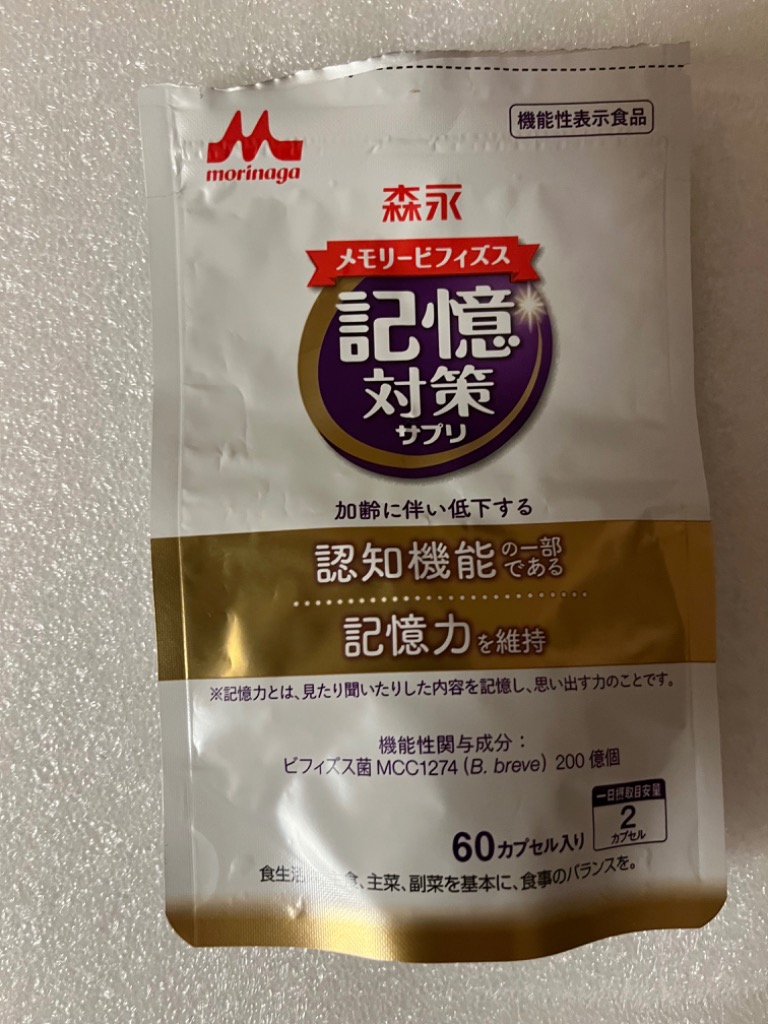 機能性表示食品
morinaga
森永
メモリービフィズス
記憶
対策
サプリ
加齢に伴い低下する
認知機能の一部である
記憶力を維持
※記憶力とは、見たり聞いたりした内容を記憶し、思い出す力のことです。
機能性関与成分：
ビフィズス菌 MCC1274 (B. breve) 200 億個
一日摂取目安量
2
カプセル
60カプセル入り
食生活 食、主菜、副菜を基本に、食事のバランスを。